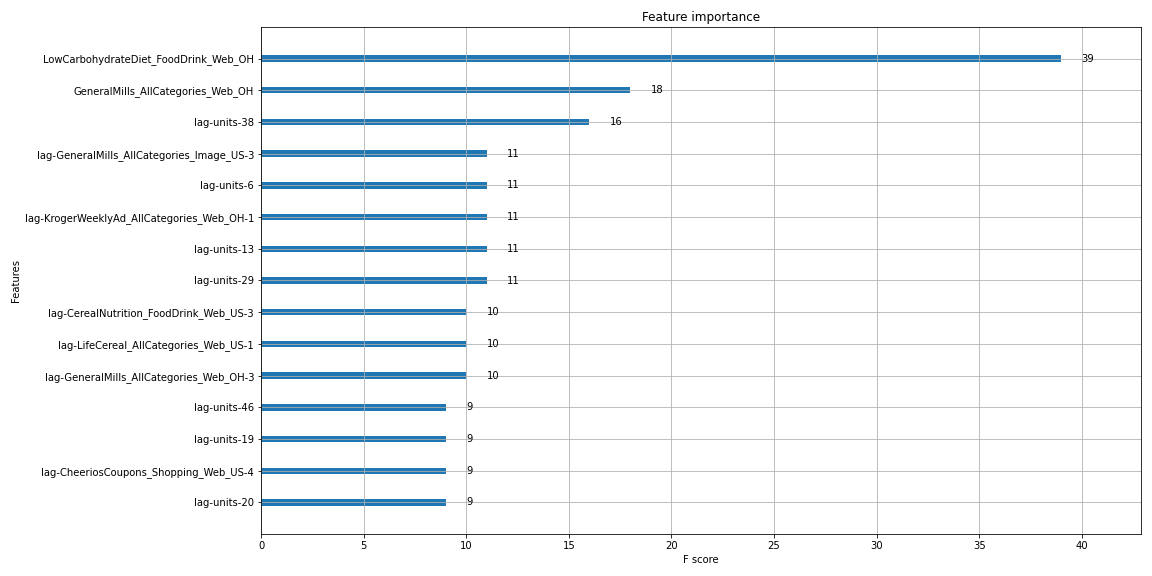 Feature importance
LowCarbohydrateDiet_FoodDrink_Web_OH 39
GeneralMills_AllCategories_Web_OH 18
lag-units-38 16
lag-GeneralMills_AllCategories_Image_US-3 11
lag-units-6 11
lag-KrogerWeeklyAd_AllCategories_Web_OH-1 11
lag-units-13 11
lag-units-29 11
lag-CerealNutrition_FoodDrink_Web_US-3 10
lag-LifeCereal_AllCategories_Web_US-1 10
lag-GeneralMills_AllCategories_Web_OH-3 10
lag-units-46 9
lag-units-19 9
lag-CheeriosCoupons_Shopping_Web_US-4 9
lag-units-20 9
Features
0 5 10 15 20 25 30 35 40
F score